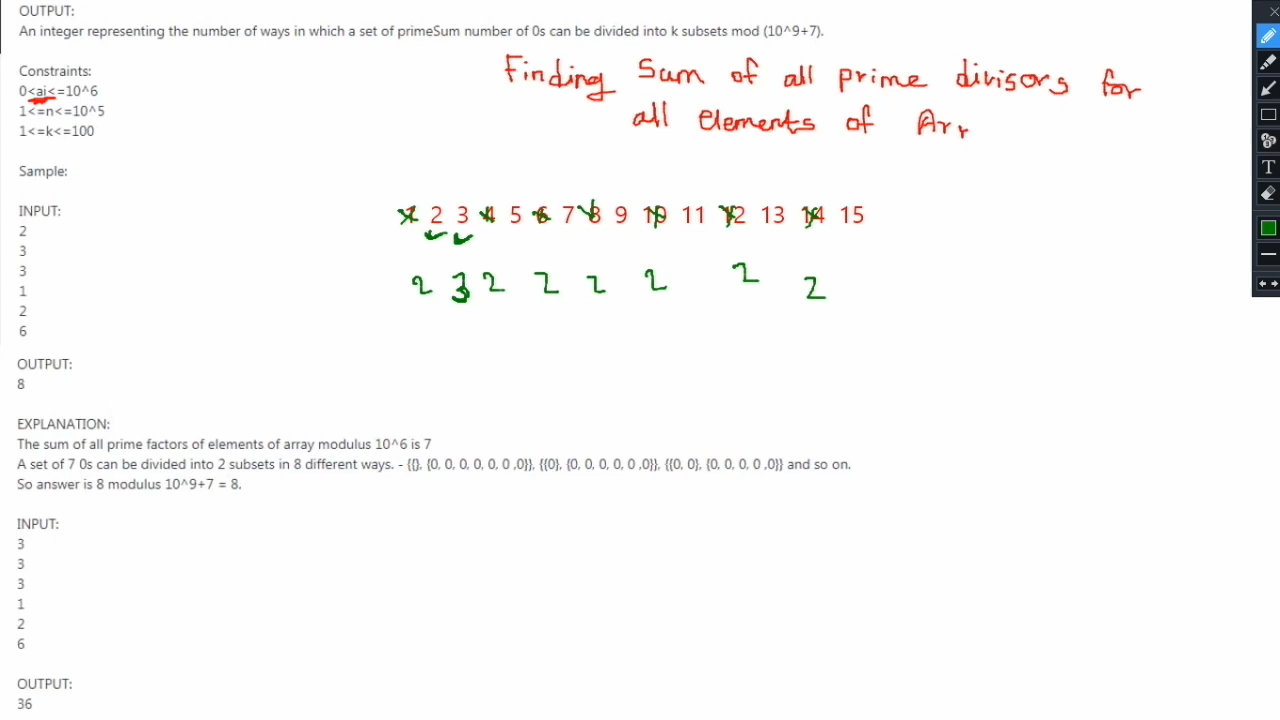 OUTPUT:
An integer representing the number of ways in which a set of primeSum number of 0s can be divided into k subsets mod (10^9+7).
Finding Sum of all prime divisors for
all elements of Arr
Constraints:
0<ai<=10^6
1<=n<=10^5
1<=k<=100
Sample:
1 2 3 4 5 6 7 8 9 10 11 12 13 14 15
2 3 2 2 2 2 2 2
INPUT:
2
3
3
1
2
6
OUTPUT:
8
EXPLANATION:
The sum of all prime factors of elements of array modulus 10^6 is 7
A set of 7 0s can be divided into 2 subsets in 8 different ways. - {{}, {0, 0, 0, 0, 0, 0 ,0}}, {{0}, {0, 0, 0, 0, 0 ,0}}, {{0, 0}, {0, 0, 0, 0 ,0}} and so on.
So answer is 8 modulus 10^9+7 = 8.
INPUT:
3
3
3
1
2
6
OUTPUT:
36